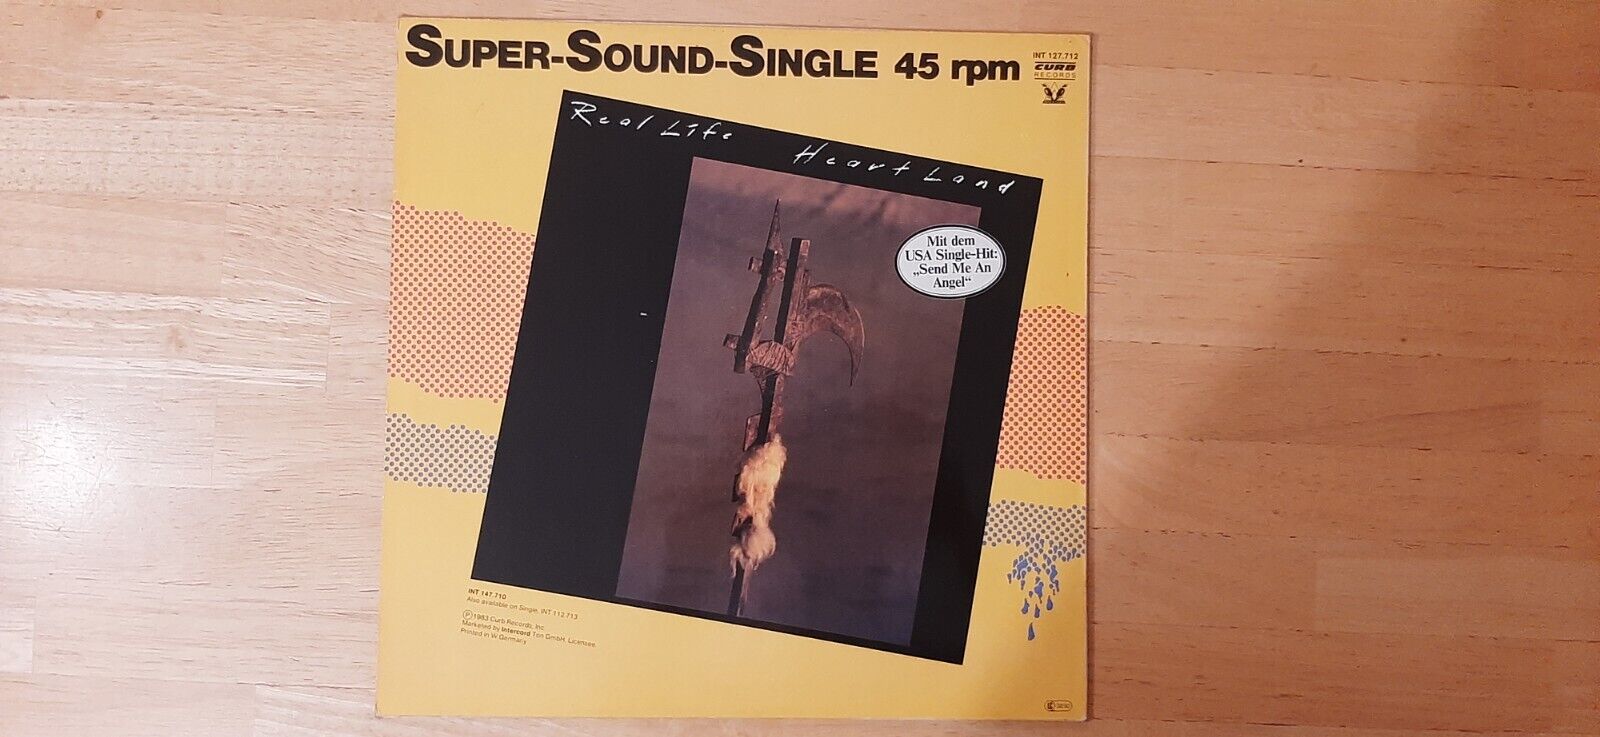 SUPER-SOUND-SINGLE 45 rpm
INT 127.712
CURB
RECORDS
Real Life Heart Land
Mit dem
USA Single-Hit:
„Send Me An
Angel“
INT 147.710
Also available on Single, INT 112.713
Ⓟ 1983 Curb Records, Inc.
Marketed by Intercord Ton GmbH, Licensee.
Printed in W.Germany